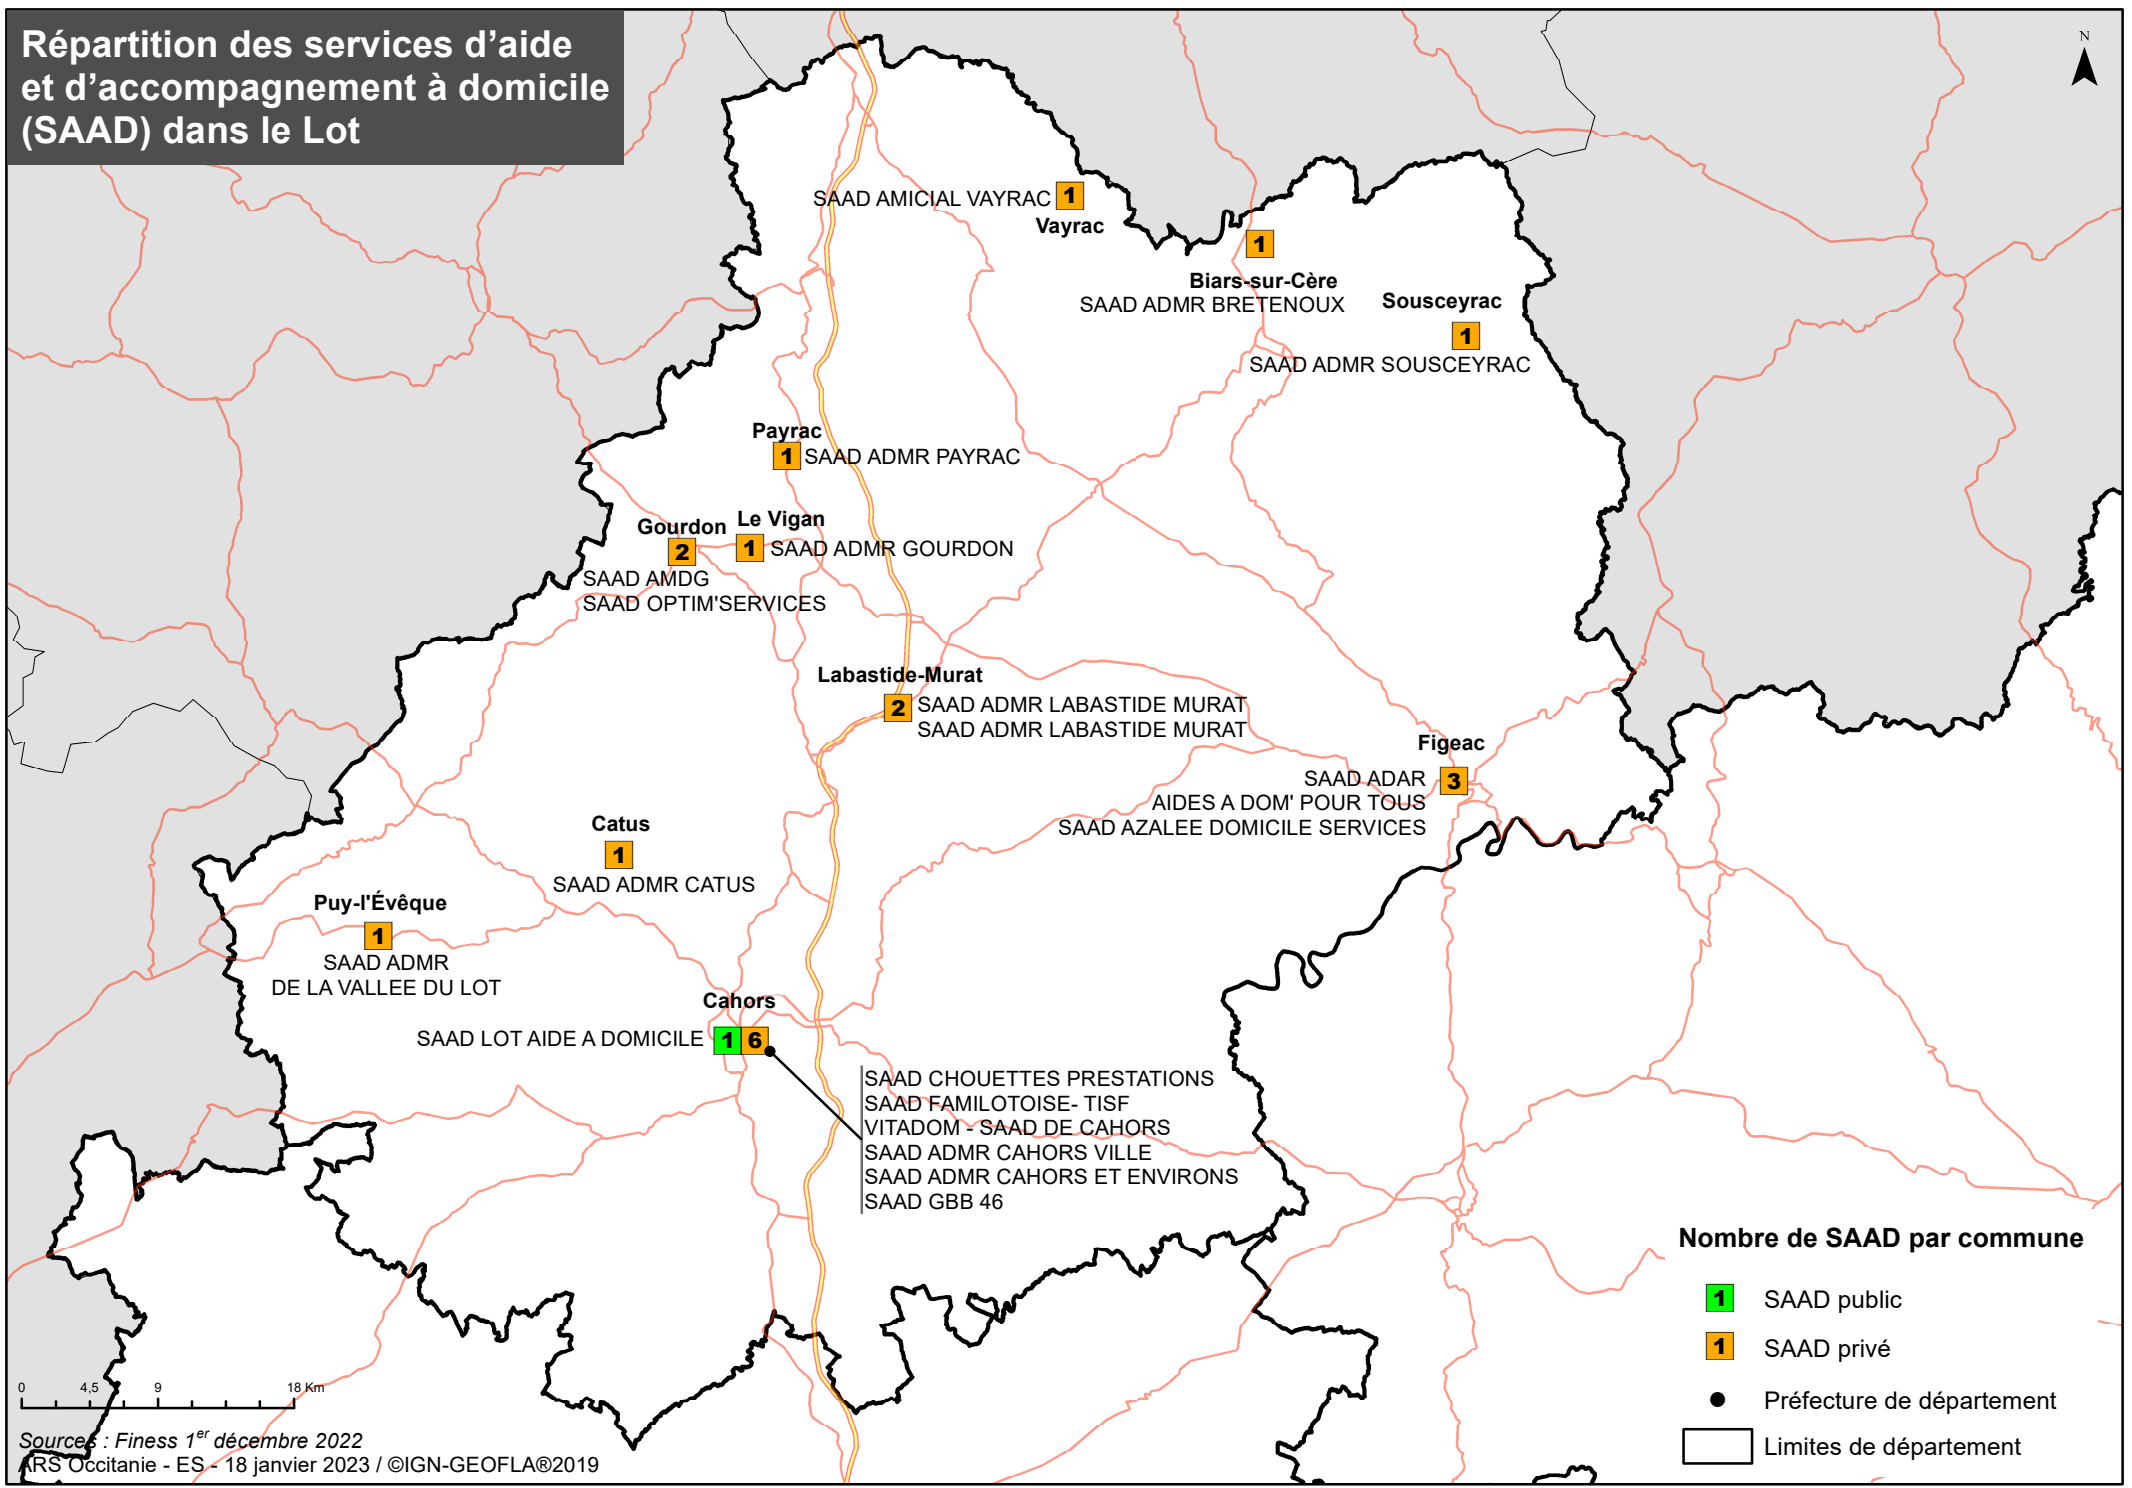 Répartition des services d’aide
et d’accompagnement à domicile
(SAAD) dans le Lot
N
SAAD AMICIAL VAYRAC
1
Vayrac
1
Biars-sur-Cère
SAAD ADMR BRETENOUX
Sousceyrac
1
SAAD ADMR SOUSCEYRAC
Payrac
1
SAAD ADMR PAYRAC
Gourdon
2
SAAD AMDG
SAAD OPTIM'SERVICES
Le Vigan
1
SAAD ADMR GOURDON
Labastide-Murat
2
SAAD ADMR LABASTIDE MURAT
SAAD ADMR LABASTIDE MURAT
Figeac
3
SAAD ADAR
AIDES A DOM' POUR TOUS
SAAD AZALEE DOMICILE SERVICES
Catus
1
SAAD ADMR CATUS
Puy-l'Évêque
1
SAAD ADMR
DE LA VALLEE DU LOT
Cahors
SAAD LOT AIDE A DOMICILE
1
6
SAAD CHOUETTES PRESTATIONS
SAAD FAMILOTOISE- TISF
VITADOM - SAAD DE CAHORS
SAAD ADMR CAHORS VILLE
SAAD ADMR CAHORS ET ENVIRONS
SAAD GBB 46
Nombre de SAAD par commune
1 SAAD public
1 SAAD privé
Préfecture de département
Limites de département
0 4,5 9 18 Km
Sources : Finess 1er décembre 2022
ARS Occitanie - ES - 18 janvier 2023 / ©IGN-GEOFLA®2019